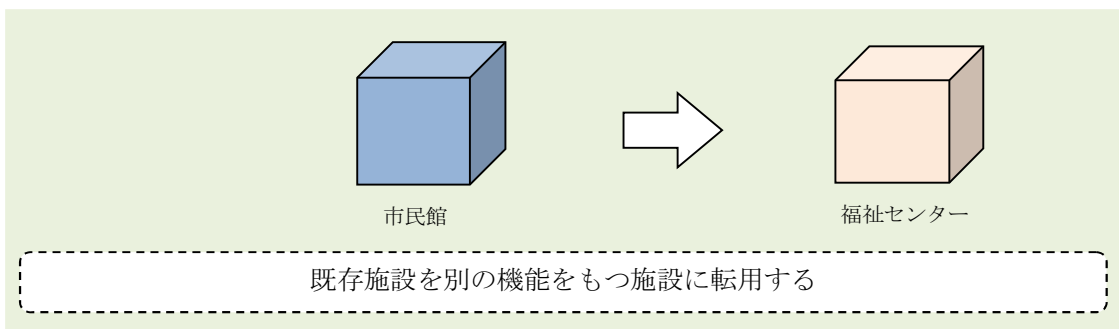 市民館
福祉センター
既存施設を別の機能をもつ施設に転用する